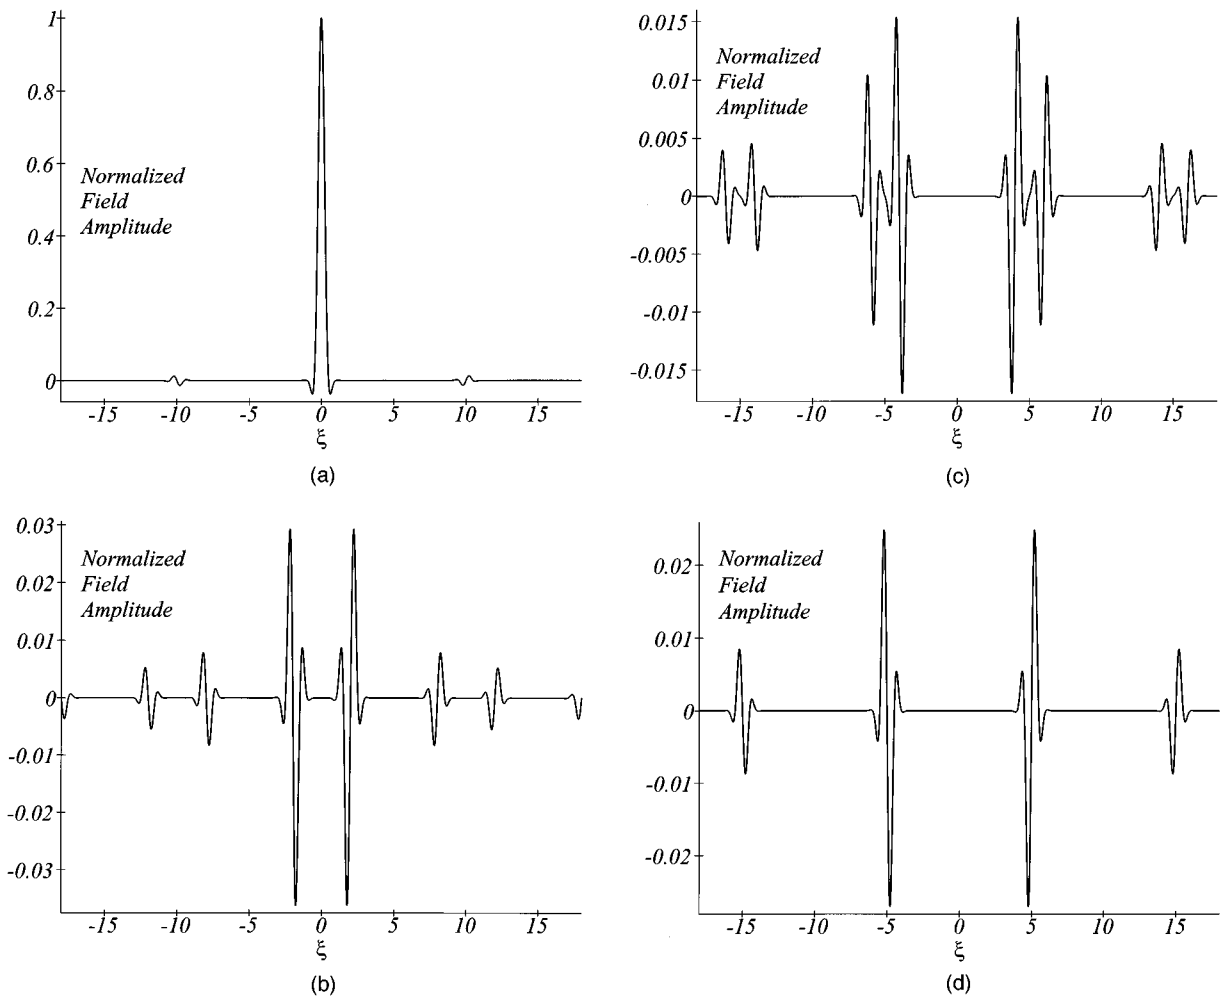 1
0.8
0.6
0.4
0.2
0
Normalized
Field
Amplitude
-15 -10 -5 0 5 10 15
ξ
(a)
0.03
0.02
0.01
0
-0.01
-0.02
-0.03
Normalized
Field
Amplitude
-15 -10 -5 0 5 10 15
ξ
(b)
0.015
0.01
0.005
0
-0.005
-0.01
-0.015
Normalized
Field
Amplitude
-15 -10 -5 0 5 10 15
ξ
(c)
0.02
0.01
0
-0.01
-0.02
Normalized
Field
Amplitude
-15 -10 -5 0 5 10 15
ξ
(d)